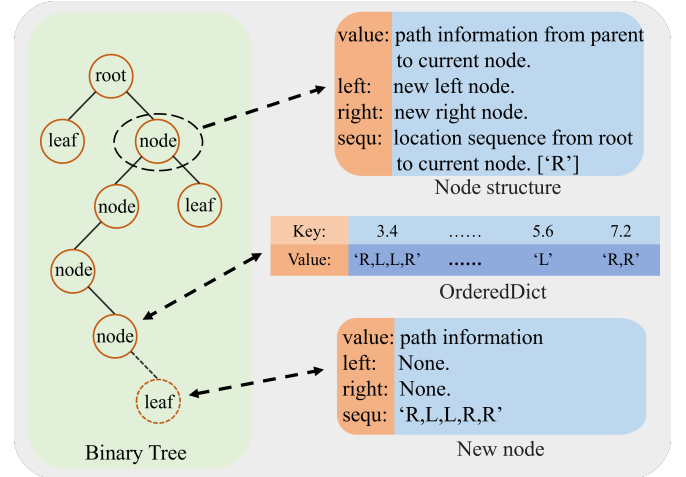 root
leaf
node
node
leaf
node
node
leaf
Binary Tree
value: path information from parent
to current node.
left: new left node.
right: new right node.
sequ: location sequence from root
to current node. [‘R’]
Node structure
Key: 3.4 ...... 5.6 7.2
Value: ‘R,L,L,R’ ...... ‘L’ ‘R,R’
OrderedDict
value: path information
left: None.
right: None.
sequ: ‘R,L,L,R,R’
New node